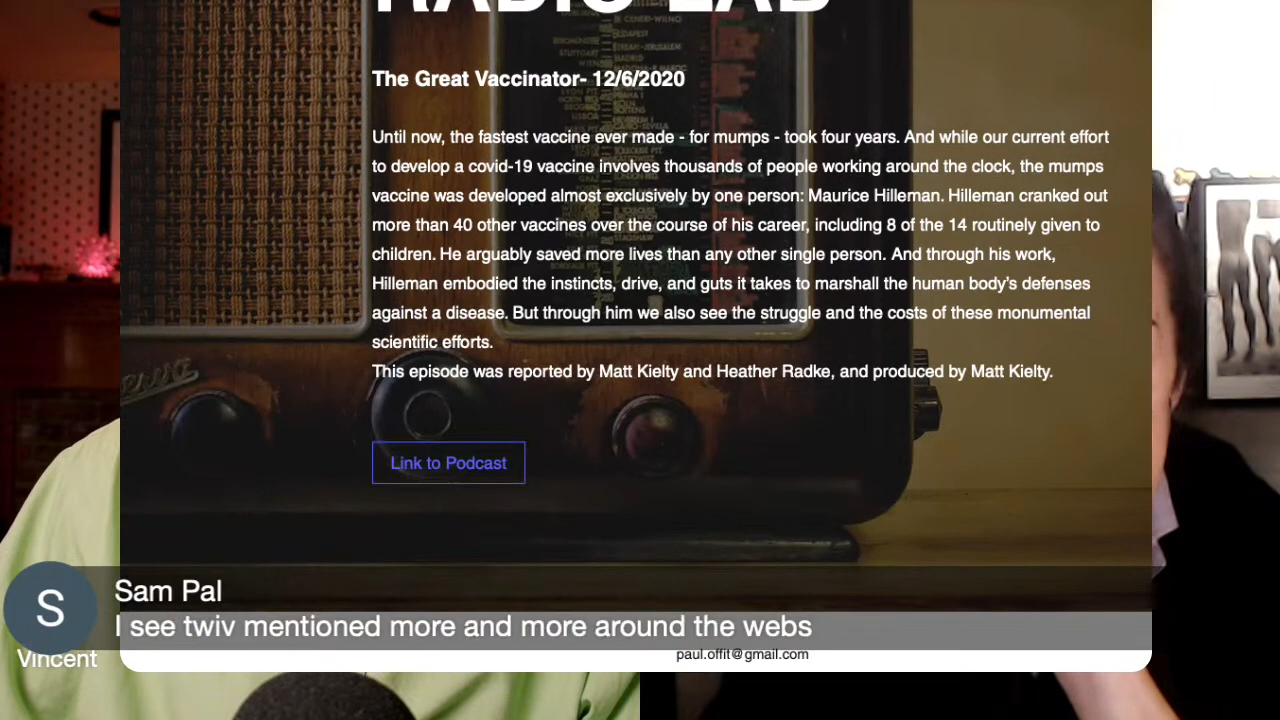 RADIO LAB
The Great Vaccinator- 12/6/2020
Until now, the fastest vaccine ever made - for mumps - took four years. And while our current effort
to develop a covid-19 vaccine involves thousands of people working around the clock, the mumps
vaccine was developed almost exclusively by one person: Maurice Hilleman. Hilleman cranked out
more than 40 other vaccines over the course of his career, including 8 of the 14 routinely given to
children. He arguably saved more lives than any other single person. And through his work,
Hilleman embodied the instincts, drive, and guts it takes to marshall the human body's defenses
against a disease. But through him we also see the struggle and the costs of these monumental
scientific efforts.
This episode was reported by Matt Kielty and Heather Radke, and produced by Matt Kielty.
Link to Podcast
S
Sam Pal
I see twiv mentioned more and more around the webs
Vincent
paul.offit@gmail.com